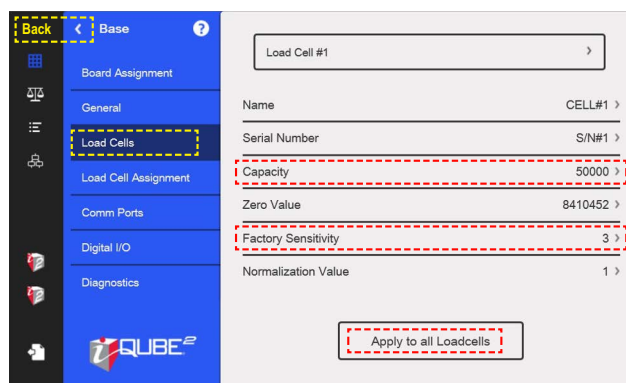 Back
Base
?
Load Cell #1
Board Assignment
General
Name CELL#1
Load Cells
Serial Number S/N#1
Capacity 50000
Load Cell Assignment
Zero Value 8410452
Comm Ports
Factory Sensitivity 3
Digital I/O
Normalization Value 1
Diagnostics
Apply to all Loadcells
iQUBE²